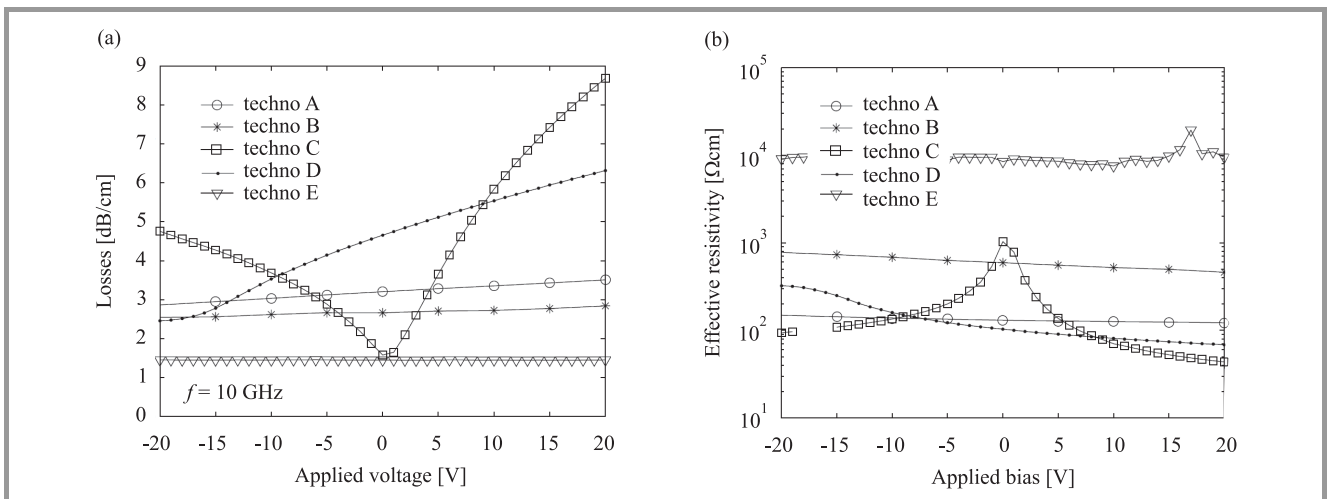 (a)
9
8
7
6
5
4
3
2
1
0
Losses [dB/cm]
techno A
techno B
techno C
techno D
techno E
f = 10 GHz
-20 -15 -10 -5 0 5 10 15 20
Applied voltage [V]
(b)
10^5
10^4
10^3
10^2
10^1
Effective resistivity [Ωcm]
techno A
techno B
techno C
techno D
techno E
-20 -15 -10 -5 0 5 10 15 20
Applied bias [V]